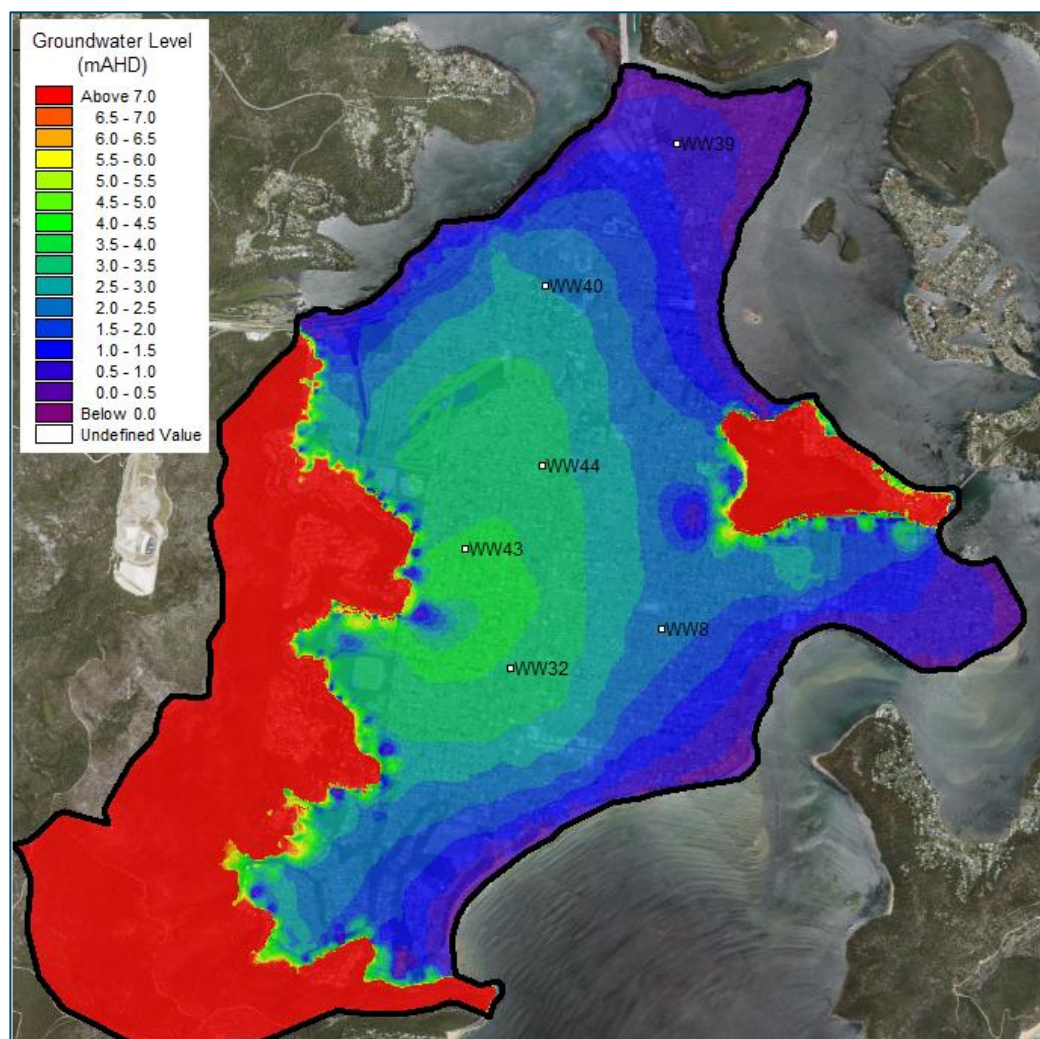 Groundwater Level
(mAHD)
Above 7.0
6.5 - 7.0
6.0 - 6.5
5.5 - 6.0
5.0 - 5.5
4.5 - 5.0
4.0 - 4.5
3.5 - 4.0
3.0 - 3.5
2.5 - 3.0
2.0 - 2.5
1.5 - 2.0
1.0 - 1.5
0.5 - 1.0
0.0 - 0.5
Below 0.0
Undefined Value
WW39
WW40
WW44
WW43
WW8
WW32